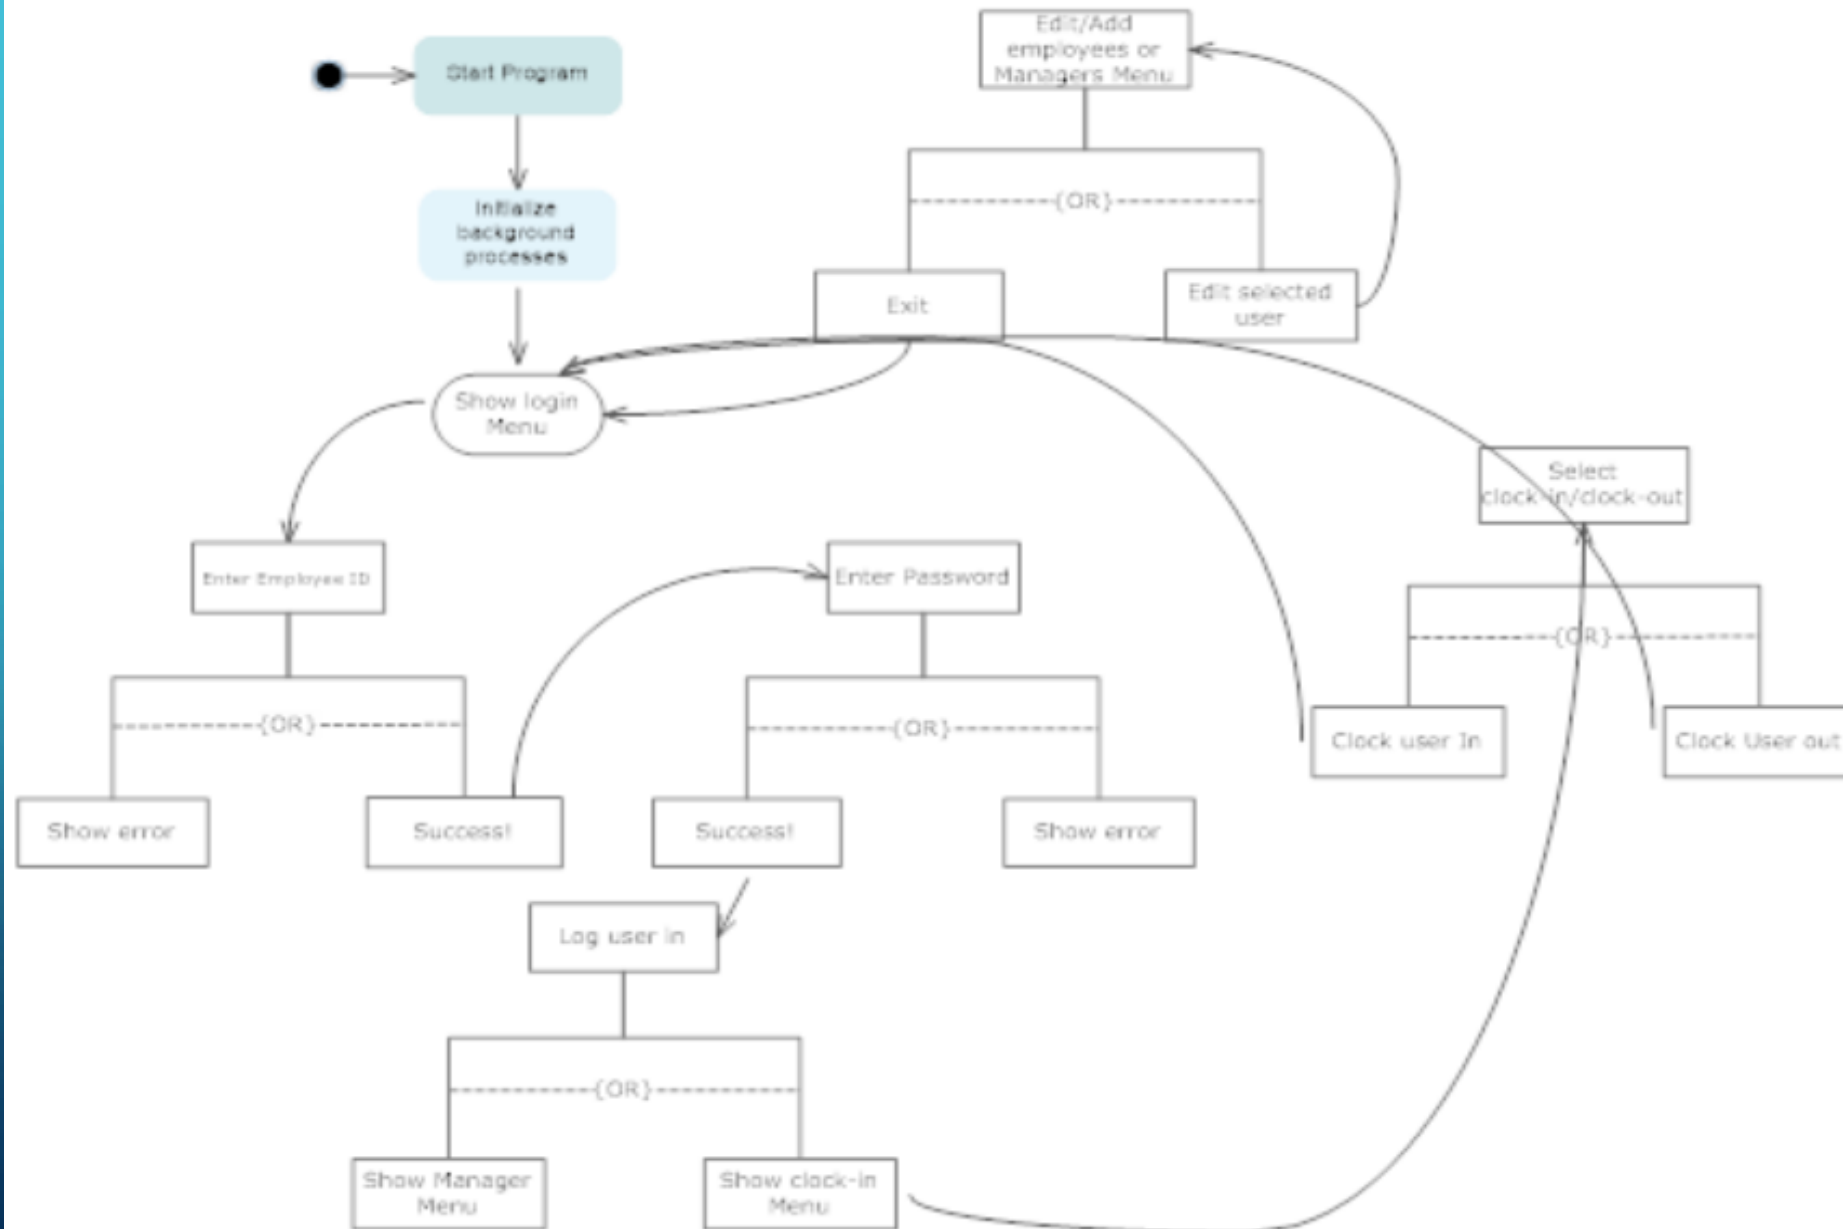 Edit/Add
employees or
Managers Menu
Start Program
{OR}
Initialize
background
processes
Exit
Edit selected
user
Show login
Menu
Select
clock-in/clock-out
Enter Employee ID
Enter Password
{OR}
{OR}
{OR}
Clock user In
Clock User out
Show error
Success!
Success!
Show error
Log user in
{OR}
Show Manager
Menu
Show clock-in
Menu